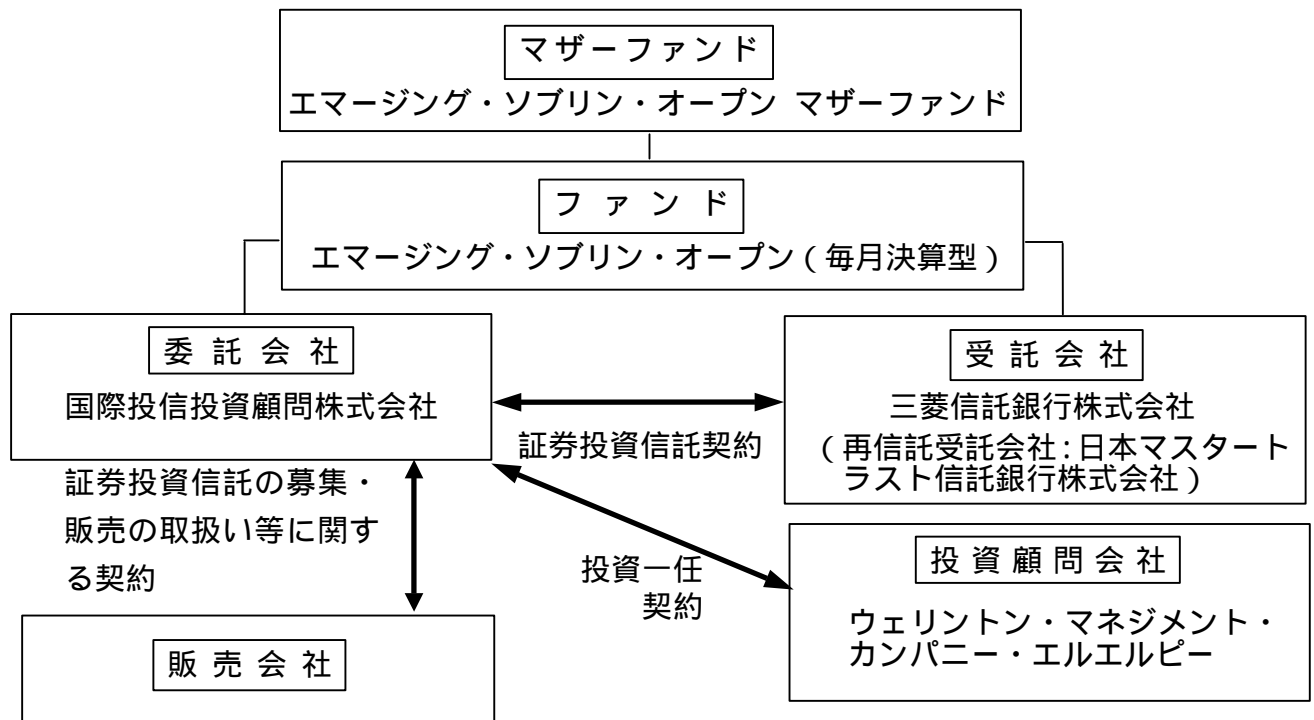 マザーファンド
エマージング・ソブリン・オープン マザーファンド
ファンド
エマージング・ソブリン・オープン（毎月決算型）
委託会社
国際投信投資顧問株式会社
受託会社
三菱信託銀行株式会社
（再信託受託会社：日本マスタート
ラスト信託銀行株式会社）
証券投資信託契約
証券投資信託の募集・
販売の取扱い等に関す
る契約
投資一任
契約
投資顧問会社
ウェリントン・マネジメント・
カンパニー・エルエルピー
販売会社